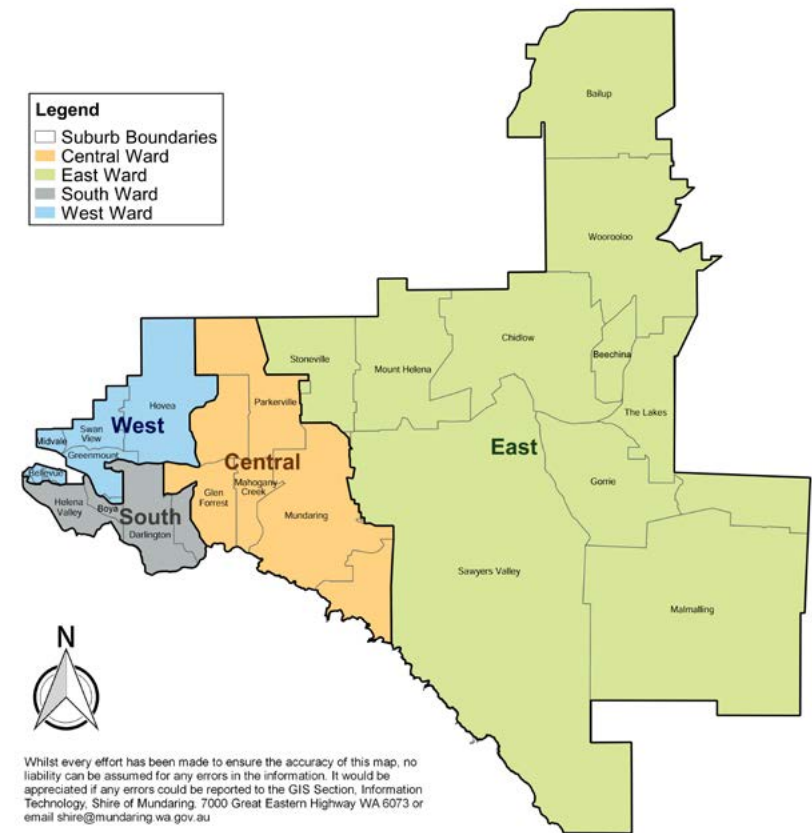 Legend
Suburb Boundaries
Central Ward
East Ward
South Ward
West Ward
Bailup
Woorooloo
Chidlow
Beechina
Stoneville
Mount Helena
The Lakes
Hovea
Parkerville
Swan
View
West
Midvale
Greenmount
East
Central
Bellevue
Mahogany
Creek
Gorrie
Glen
Forrest
Helena
Valley
Boya
South
Mundaring
Darlington
Sawyers Valley
Malmalling
N
Whilst every effort has been made to ensure the accuracy of this map, no
liability can be assumed for any errors in the information. It would be
appreciated if any errors could be reported to the GIS Section, Information
Technology, Shire of Mundaring, 7000 Great Eastern Highway WA 6073 or
email shire@mundaring.wa.gov.au